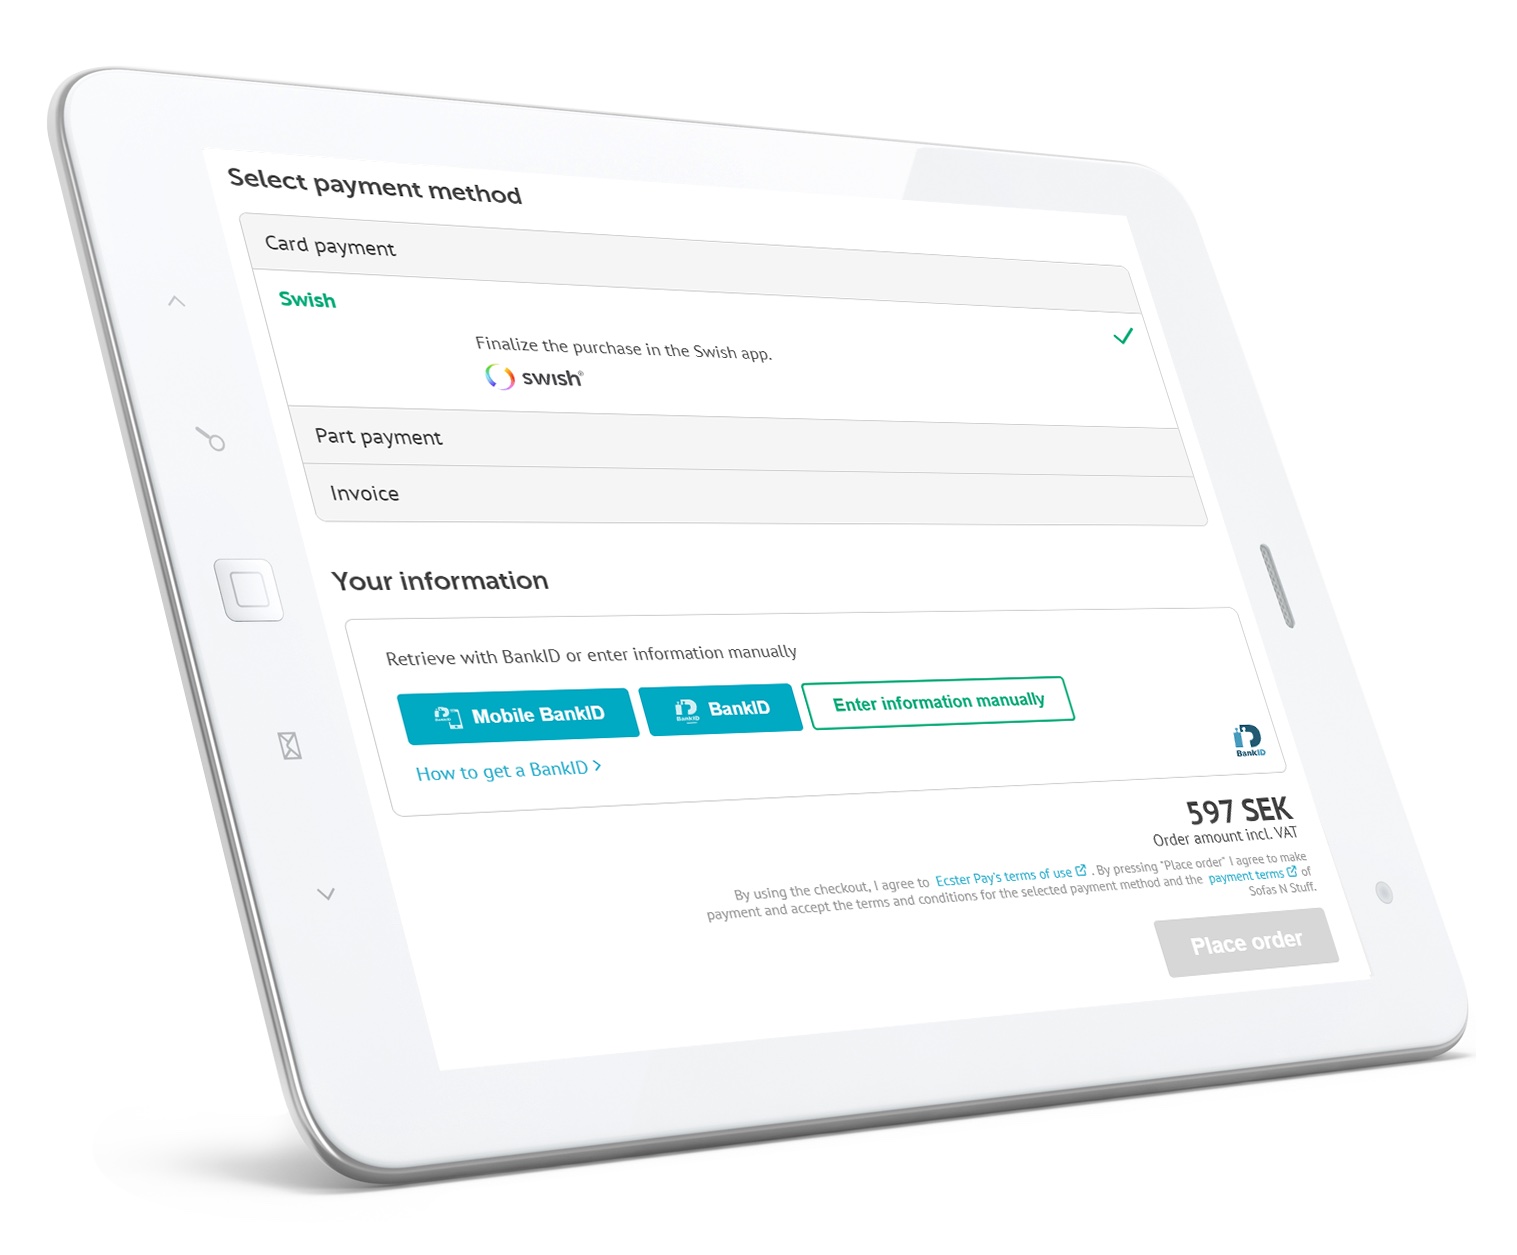 Select payment method
Card payment
Swish
Finalize the purchase in the Swish app.
swish®
Part payment
Invoice
Your information
Retrieve with BankID or enter information manually
BankID Mobile BankID BankID BankID Enter information manually
BankID
How to get a BankID >
597 SEK
Order amount incl. VAT
By using the checkout, I agree to Ecster Pay's terms of use . By pressing "Place order" I agree to make
payment and accept the terms and conditions for the selected payment method and the payment terms of
Sofas N Stuff.
Place order